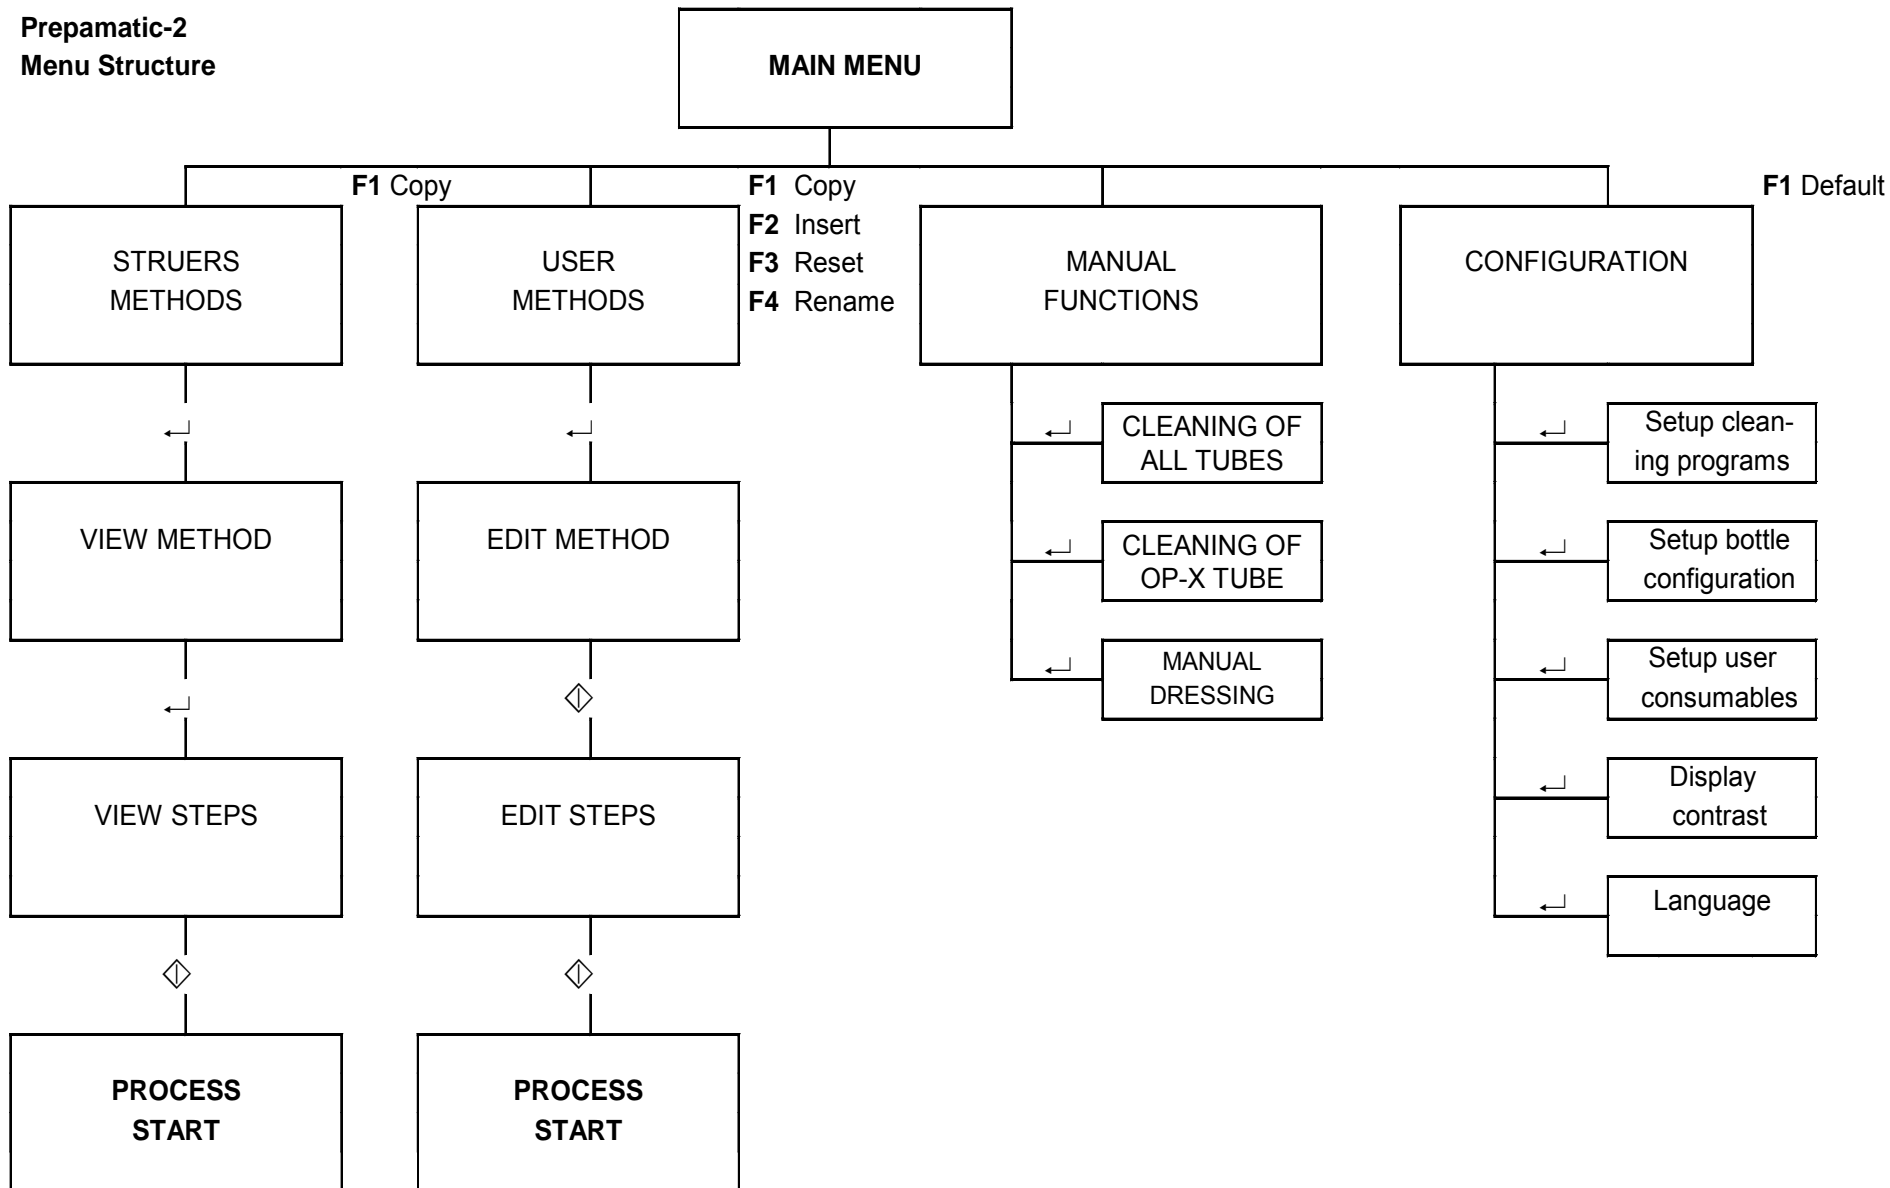 Prepamatic-2
Menu Structure
MAIN MENU
F1 Copy
STRUERS
METHODS
VIEW METHOD
VIEW STEPS
PROCESS
START
F1 Copy
F2 Insert
F3 Reset
F4 Rename
USER
METHODS
EDIT METHOD
EDIT STEPS
PROCESS
START
MANUAL
FUNCTIONS
CLEANING OF
ALL TUBES
CLEANING OF
OP-X TUBE
MANUAL
DRESSING
F1 Default
CONFIGURATION
Setup clean-
ing programs
Setup bottle
configuration
Setup user
consumables
Display
contrast
Language